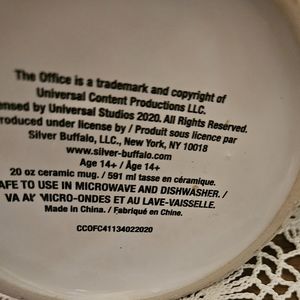 The Office is a trademark and copyright of
Universal Content Productions LLC.
ensed by Universal Studios 2020. All Rights Reserved.
roduced under license by / Produit sous licence par
Silver Buffalo, LLC., New York, NY 10018
www.silver-buffalo.com
Age 14+ / Âge 14+
20 oz ceramic mug. / 591 ml tasse en céramique.
AFE TO USE IN MICROWAVE AND DISHWASHER. /
VA MICRO-ONDES ET AU LAVE-VAISSELLE.
Made in China. / Fabriqué en Chine.
CCOFC41134022020